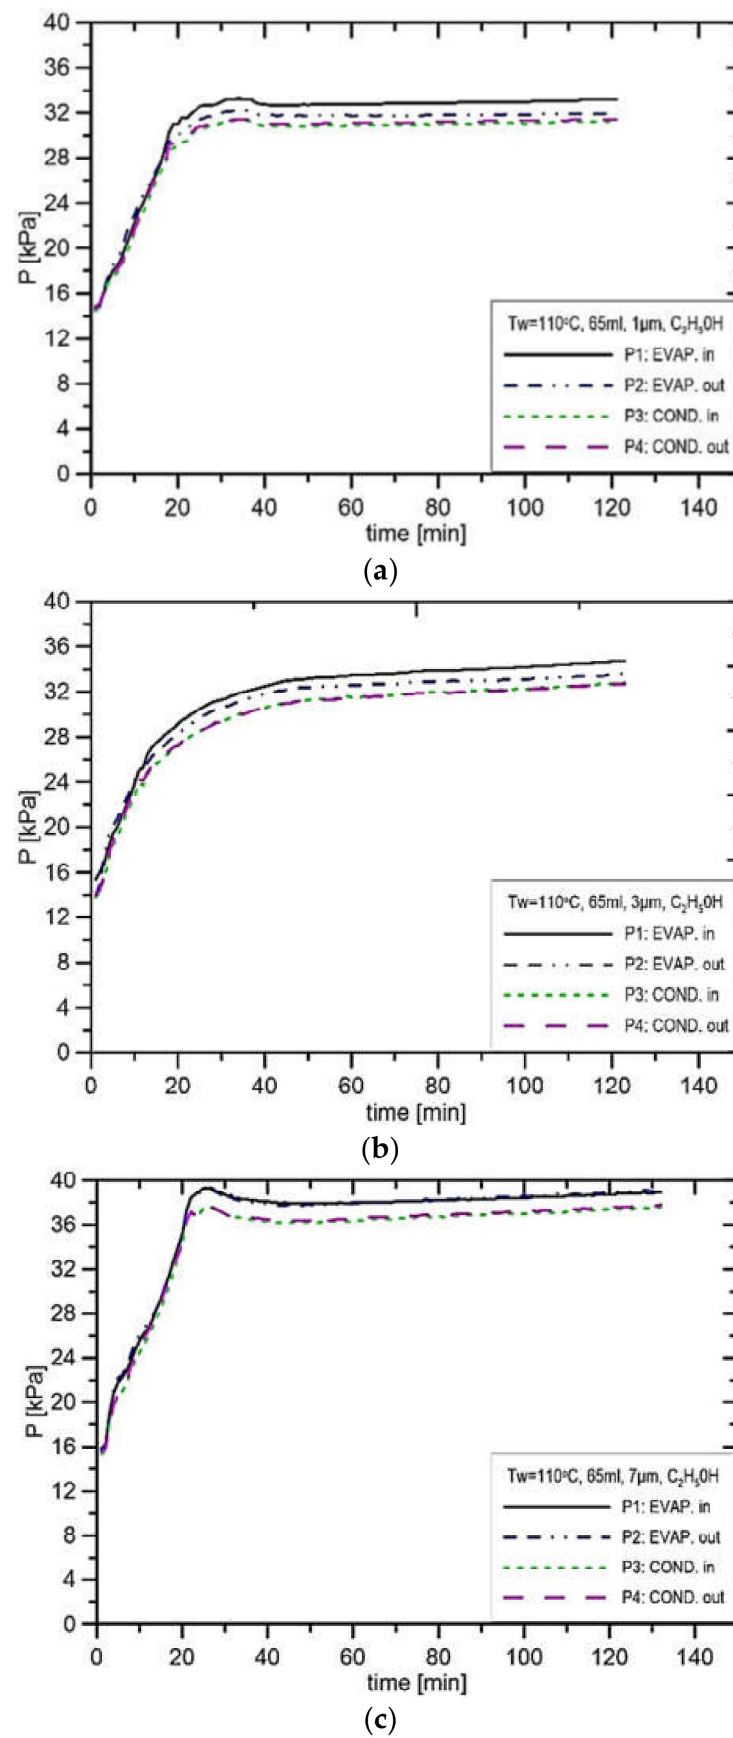 40
36
32
28
24
20
16
12
8
4
0
P [kPa]
Tw=110°C, 65ml, 1µm, C₂H₅0H
P1: EVAP. in
P2: EVAP. out
P3: COND. in
P4: COND. out
0 20 40 60 80 100 120 140
time [min]
(a)
40
36
32
28
24
20
16
12
8
4
0
P [kPa]
Tw=110°C, 65ml, 3µm, C₂H₅0H
P1: EVAP. in
P2: EVAP. out
P3: COND. in
P4: COND. out
0 20 40 60 80 100 120 140
time [min]
(b)
40
36
32
28
24
20
16
12
8
4
0
P [kPa]
Tw=110°C, 65ml, 7µm, C₂H₅0H
P1: EVAP. in
P2: EVAP. out
P3: COND. in
P4: COND. out
0 20 40 60 80 100 120 140
time [min]
(c)